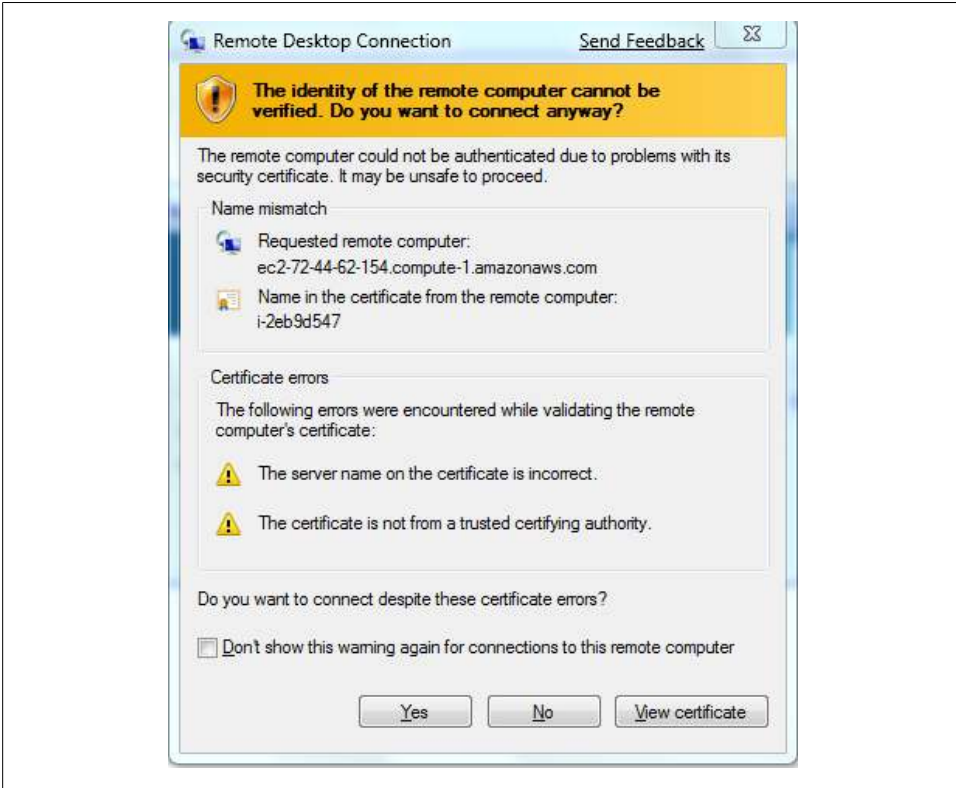 Remote Desktop Connection Send Feedback
The identity of the remote computer cannot be
verified. Do you want to connect anyway?
The remote computer could not be authenticated due to problems with its
security certificate. It may be unsafe to proceed.
Name mismatch
Requested remote computer:
ec2-72-44-62-154.compute-1.amazonaws.com
Name in the certificate from the remote computer:
i-2eb9d547
Certificate errors
The following errors were encountered while validating the remote
computer's certificate:
The server name on the certificate is incorrect.
The certificate is not from a trusted certifying authority.
Do you want to connect despite these certificate errors?
Don't show this warning again for connections to this remote computer
Yes No View certificate